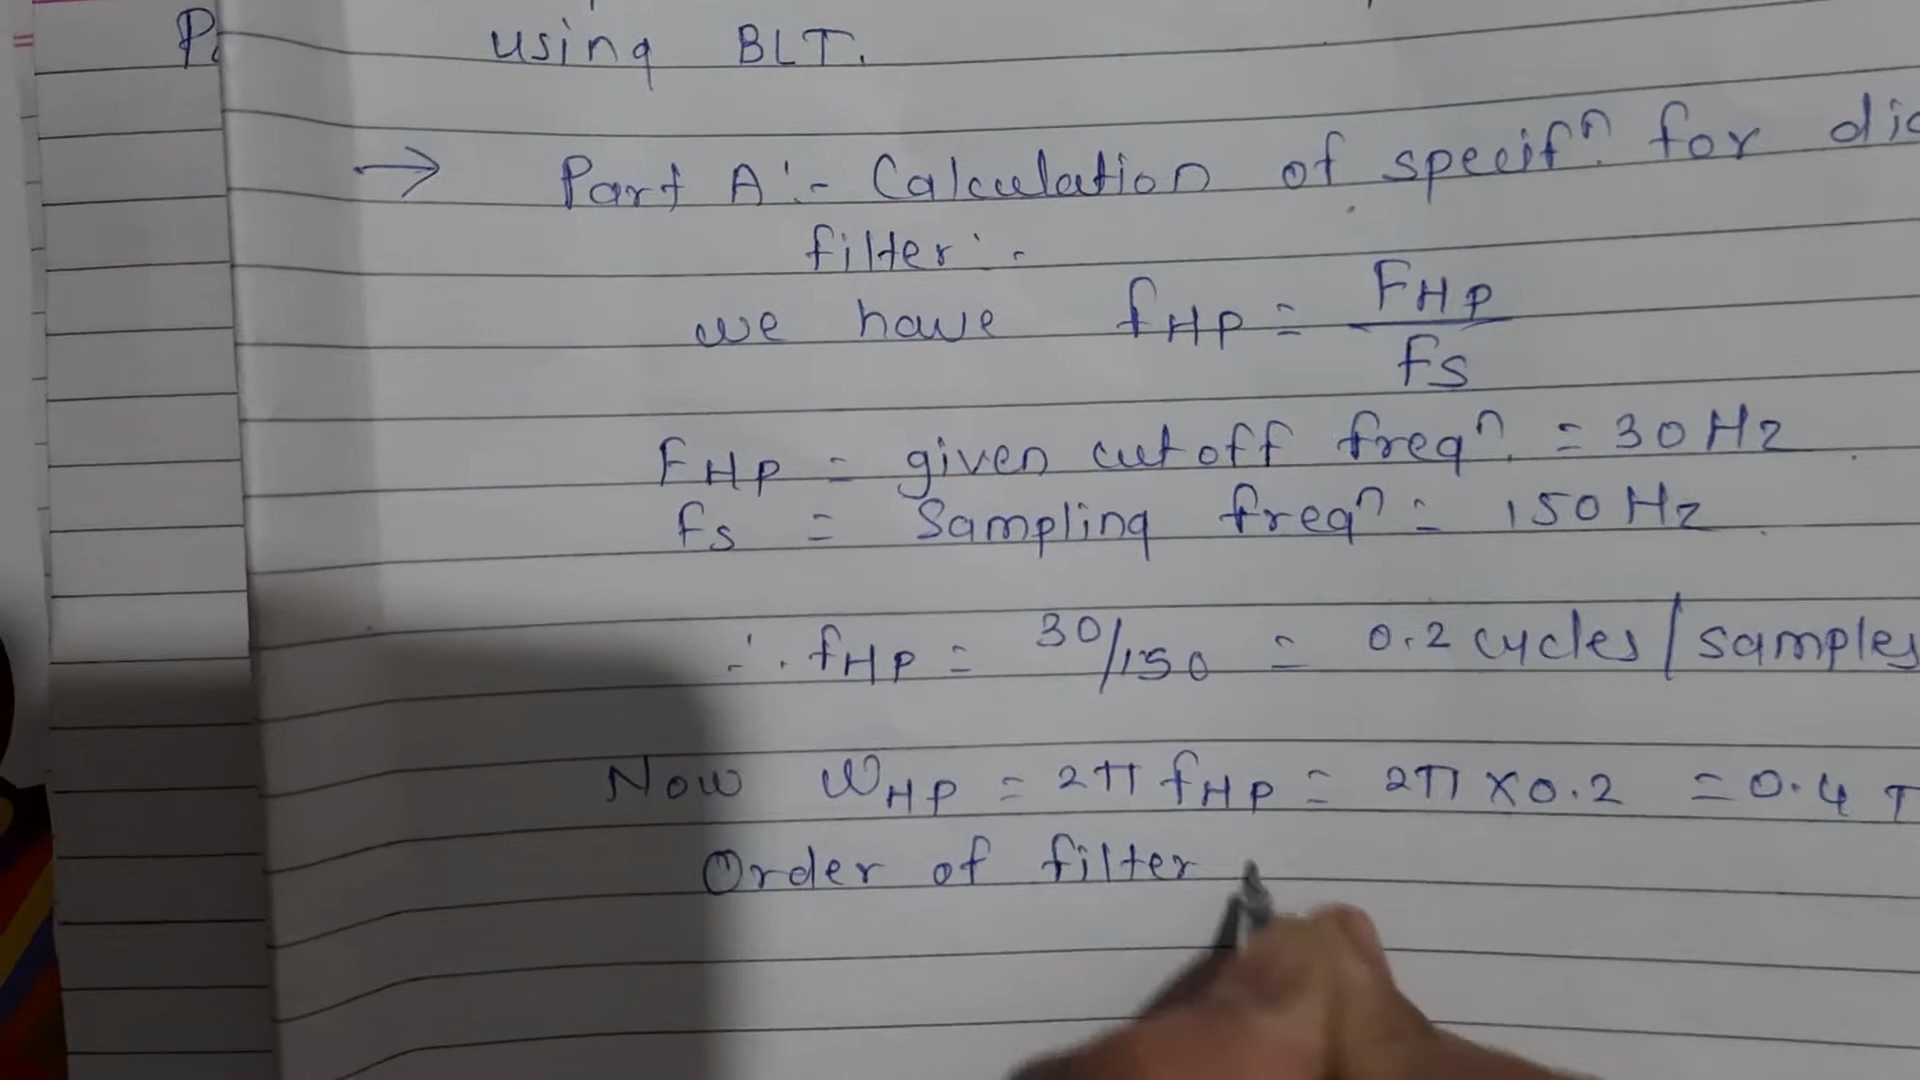 using BLT.
→ Part A :- Calculation of specifⁿ. for
filter :-
we have fHP = FHP / Fs
FHP = given cutoff freqⁿ. = 30 Hz
Fs = Sampling freqⁿ = 150 Hz
∴ fHP = 30/150 = 0.2 cycles/samples
Now WHP = 2π fHP = 2π × 0.2 = 0.4
Order of filter